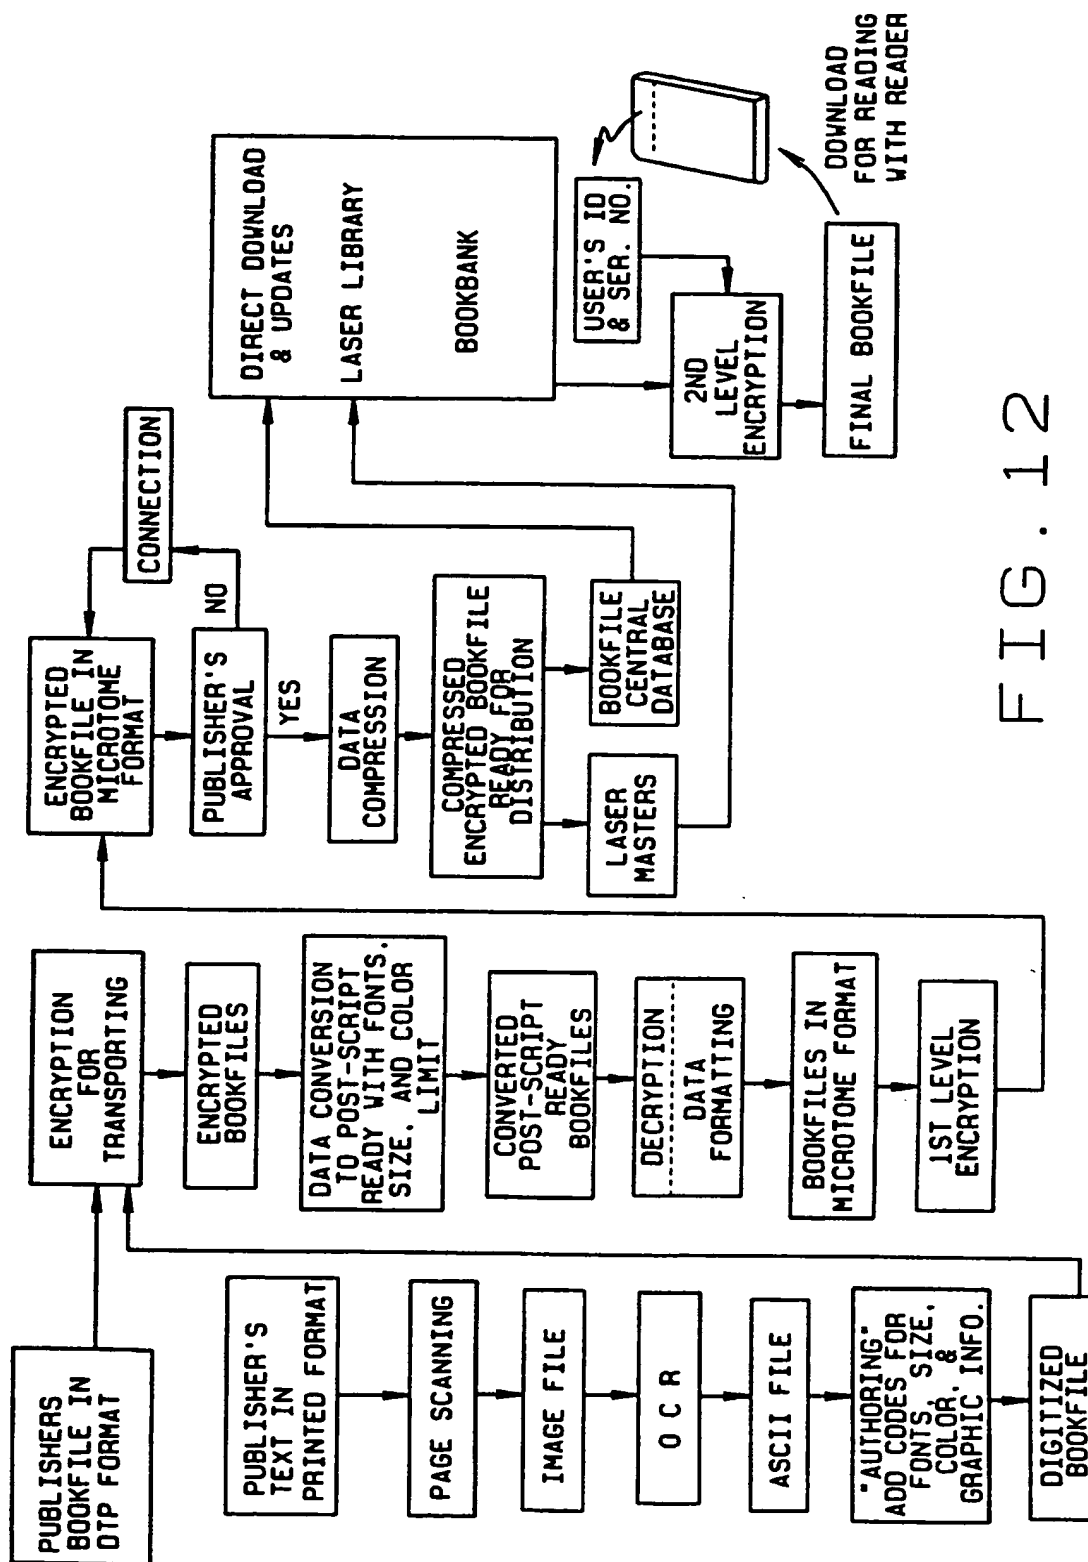 PUBLISHERS
BOOKFILE IN
DTP FORMAT
PUBLISHER'S
TEXT IN
PRINTED FORMAT
PAGE SCANNING
IMAGE FILE
O C R
ASCII FILE
"AUTHORING"
ADD CODES FOR
FONTS, SIZE,
COLOR, &
GRAPHIC INFO.
DIGITIZED
BOOKFILE
ENCRYPTION
FOR
TRANSPORTING
ENCRYPTED
BOOKFILES
DATA CONVERSION
TO POST-SCRIPT
READY WITH FONTS.
SIZE. AND COLOR
LIMIT
CONVERTED
POST-SCRIPT
READY
BOOKFILES
DECRYPTION
DATA
FORMATTING
BOOKFILES IN
MICROTOME FORMAT
1ST LEVEL
ENCRYPTION
ENCRYPTED
BOOKFILE IN
MICROTOME
FORMAT
CONNECTION
PUBLISHER'S
APPROVAL
NO
YES
DATA
COMPRESSION
COMPRESSED
ENCRYPTED BOOKFILE
READY FOR
DISTRIBUTION
LASER
MASTERS
BOOKFILE
CENTRAL
DATABASE
DIRECT DOWNLOAD
& UPDATES
LASER LIBRARY
BOOKBANK
USER'S ID
& SER. NO.
2ND
LEVEL
ENCRYPTION
FINAL BOOKFILE
DOWNLOAD
FOR READING
WITH READER
FIG. 12